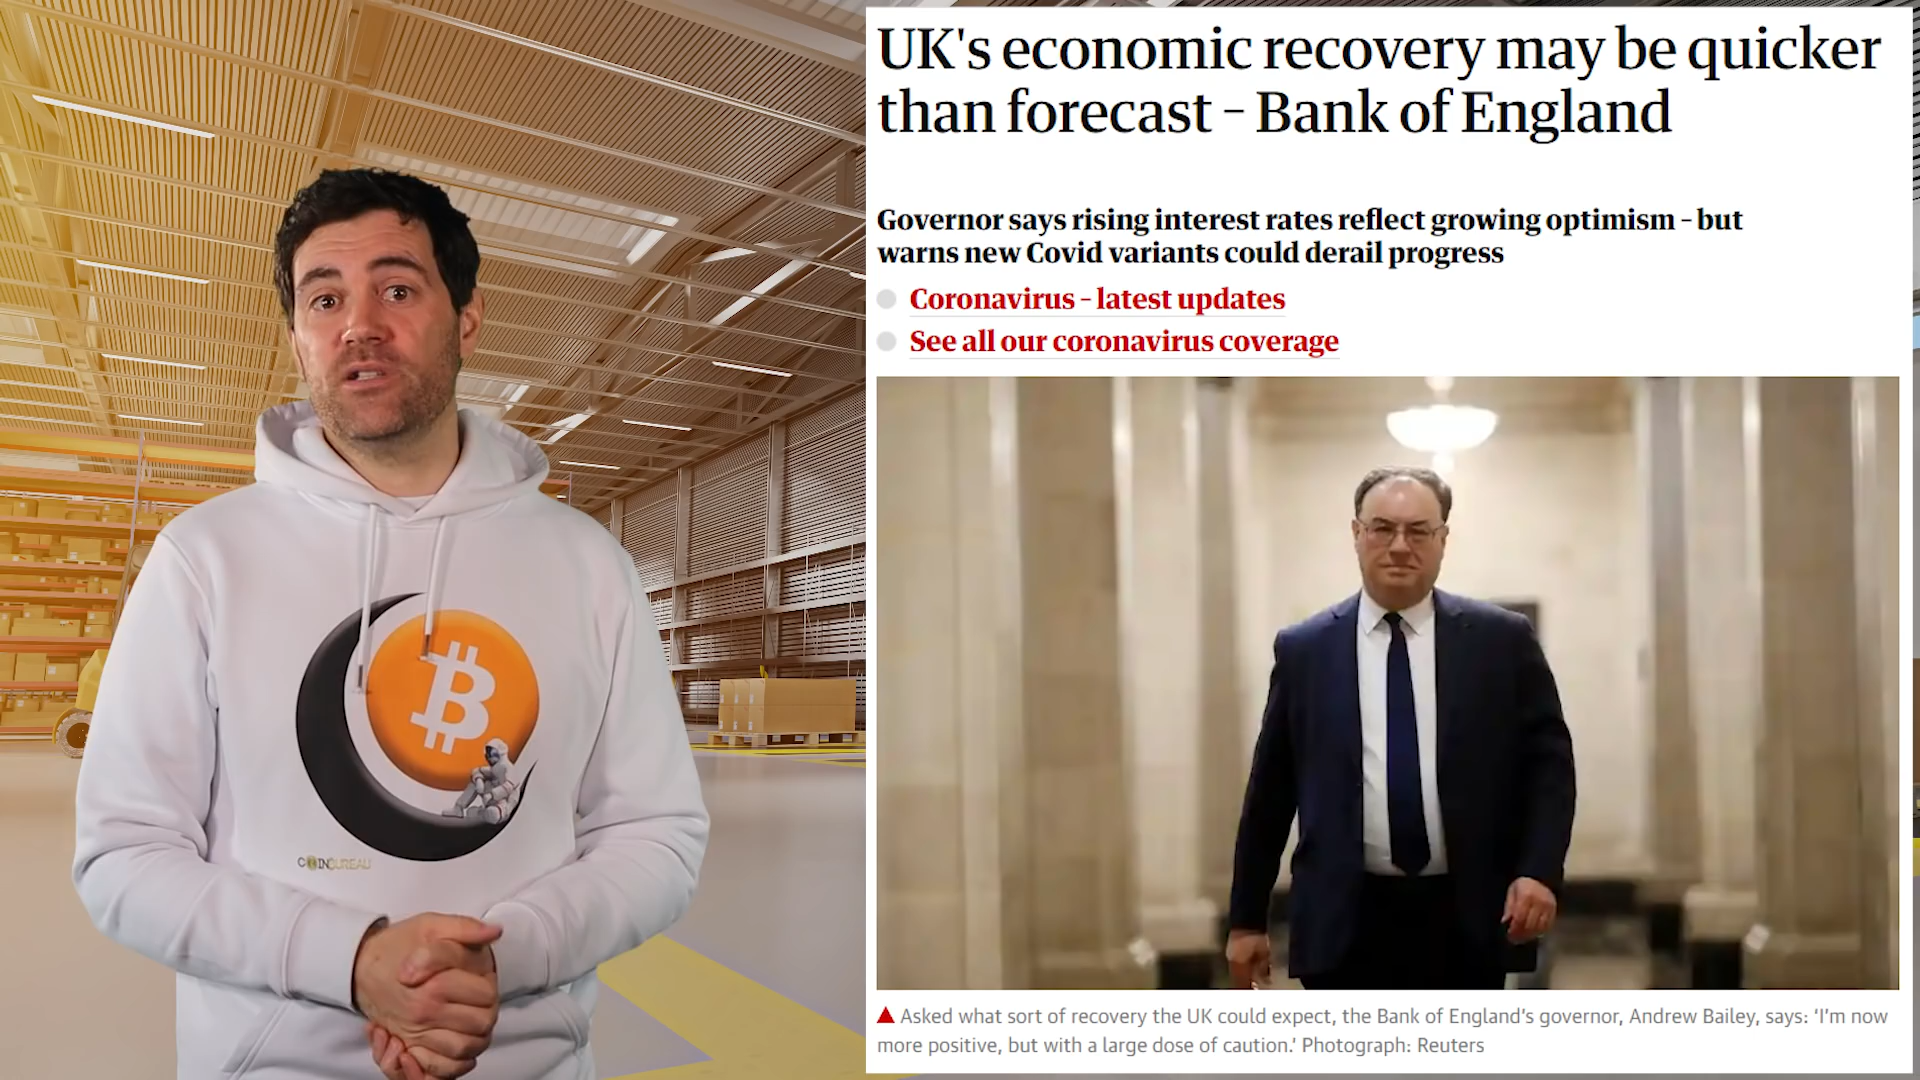 UK's economic recovery may be quicker
than forecast – Bank of England
Governor says rising interest rates reflect growing optimism – but
warns new Covid variants could derail progress
Coronavirus – latest updates
See all our coronavirus coverage
Asked what sort of recovery the UK could expect, the Bank of England's governor, Andrew Bailey, says: 'I'm now
more positive, but with a large dose of caution.' Photograph: Reuters
₿
COINBUREAU